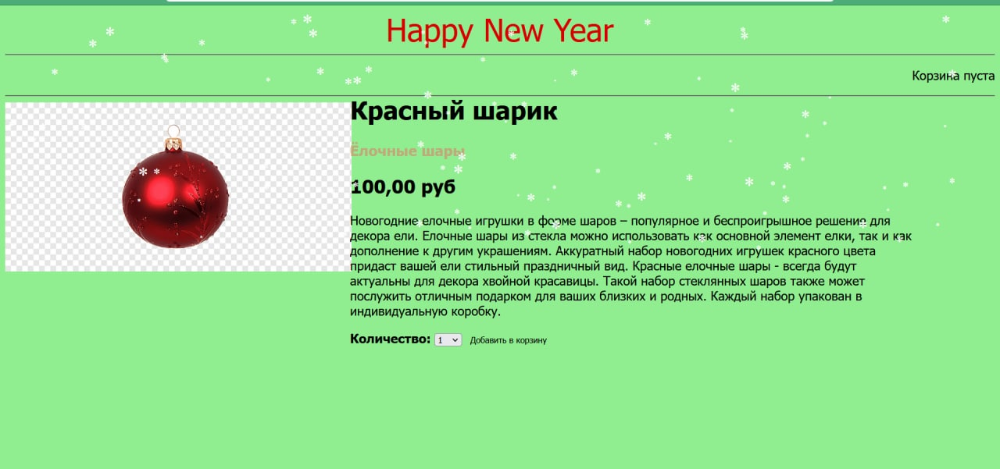 Happy New Year
Корзина пуста
Красный шарик
Ёлочные шары
100,00 руб
Новогодние елочные игрушки в форме шаров – популярное и беспроигрышное решение для
декора ели. Елочные шары из стекла можно использовать как основной элемент елки, так и как
дополнение к другим украшениям. Аккуратный набор новогодних игрушек красного цвета
придаст вашей ели стильный праздничный вид. Красные елочные шары - всегда будут
актуальны для декора хвойной красавицы. Такой набор стеклянных шаров также может
послужить отличным подарком для ваших близких и родных. Каждый набор упакован в
индивидуальную коробку.
Количество: 1 Добавить в корзину